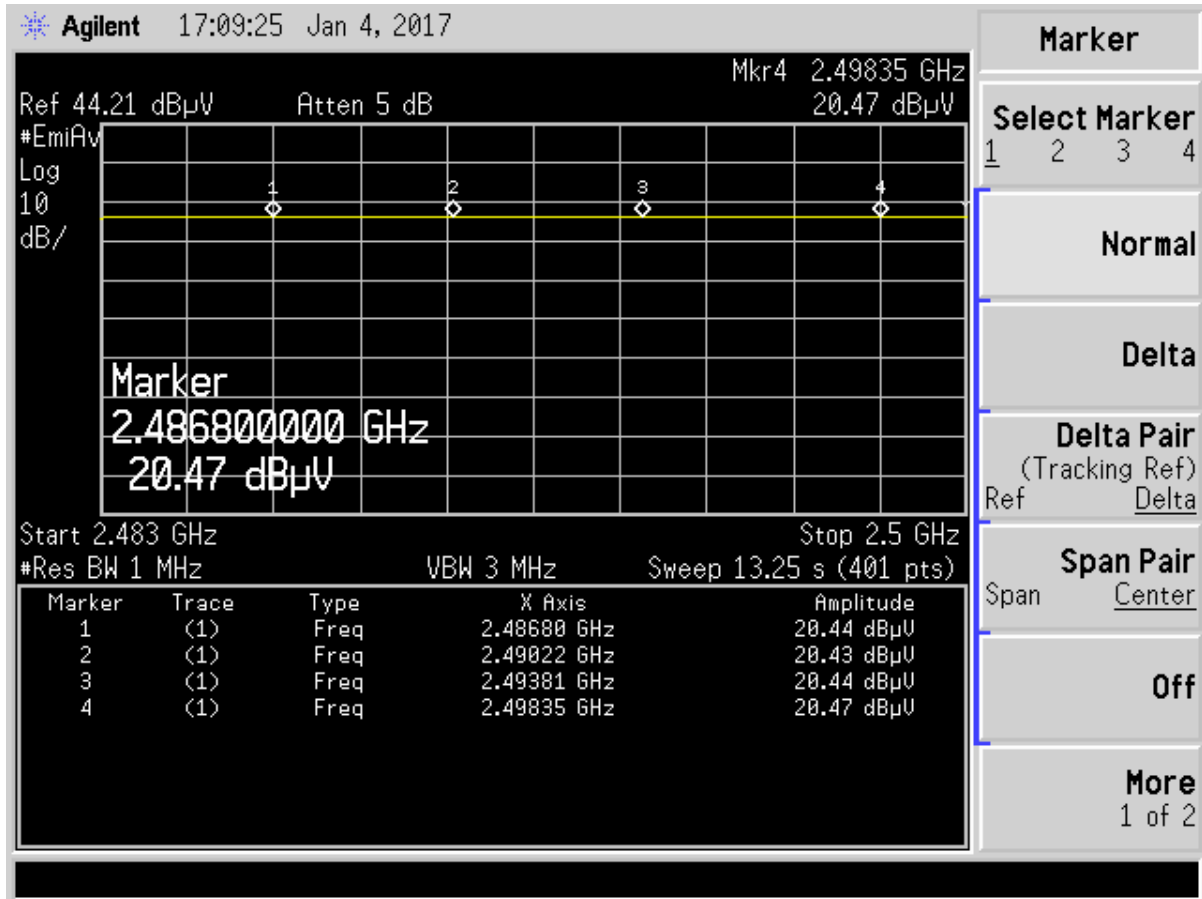 Agilent 17:09:25 Jan 4, 2017
Mkr4 2.49835 GHz
Ref 44.21 dBµV Atten 5 dB 20.47 dBµV
#EmiAv
Log
10
dB/
1 2 3 4
Marker
2.486800000 GHz
20.47 dBµV
Start 2.483 GHz Stop 2.5 GHz
#Res BW 1 MHz VBW 3 MHz Sweep 13.25 s (401 pts)
Marker Trace Type X Axis Amplitude
1 (1) Freq 2.48680 GHz 20.44 dBµV
2 (1) Freq 2.49022 GHz 20.43 dBµV
3 (1) Freq 2.49381 GHz 20.44 dBµV
4 (1) Freq 2.49835 GHz 20.47 dBµV
Marker
Select Marker
1 2 3 4
Normal
Delta
Delta Pair
(Tracking Ref)
Ref Delta
Span Pair
Span Center
Off
More
1 of 2